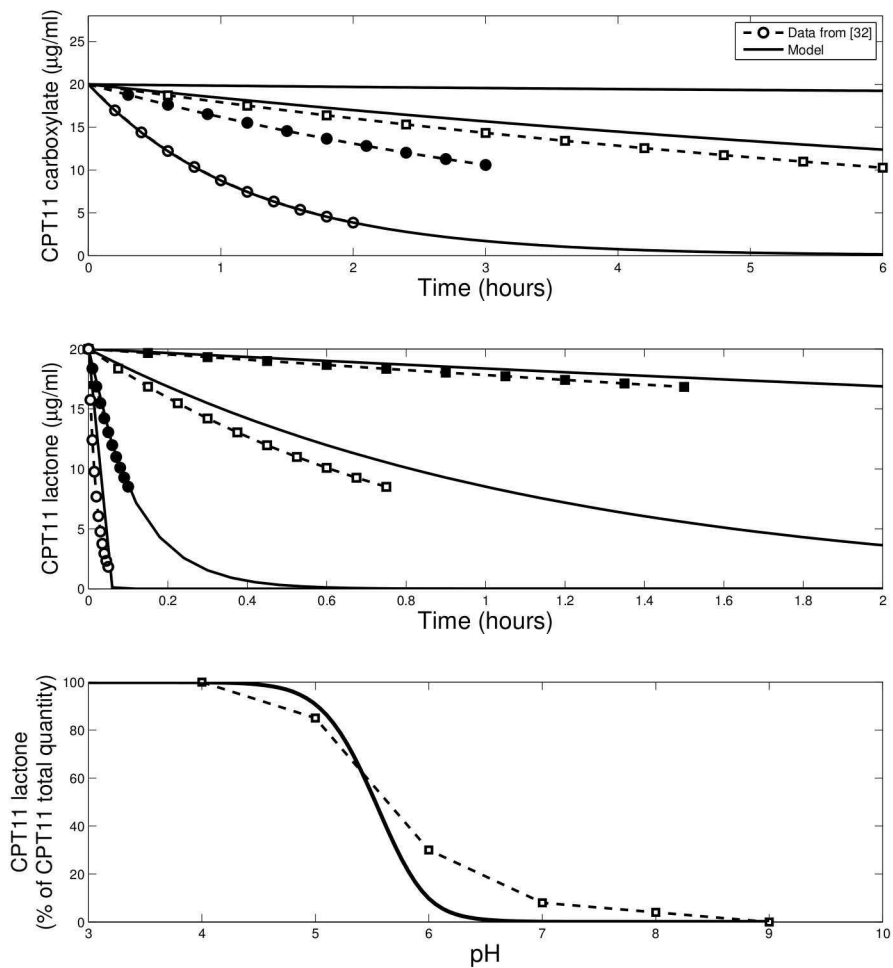 25
20
15
10
5
0
CPT11 carboxylate (μg/ml)
Data from [32]
Model
0 1 2 3 4 5 6
Time (hours)
20
15
10
5
0
CPT11 lactone (μg/ml)
0 0.2 0.4 0.6 0.8 1 1.2 1.4 1.6 1.8 2
Time (hours)
100
80
60
40
20
0
CPT11 lactone
(% of CPT11 total quantity)
3 4 5 6 7 8 9 10
pH